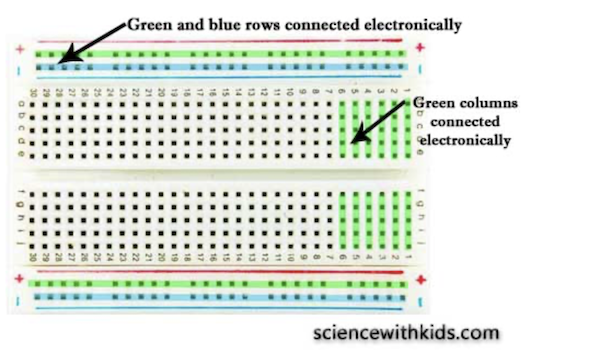 Green and blue rows connected electronically
+ +
- -
30 29 28 27 26 25 24 23 22 21 20 19 18 17 16 15 14 13 12 11 10 9 8 7 6 5 4 3 2 1
a
b b
c c
d d
e e
Green columns
connected
electronically
f f
g g
h h
i i
j j
30 29 28 27 26 25 24 23 22 21 20 19 18 17 16 15 14 13 12 11 10 9 8 7 6 5 4 3 2 1
+ +
- -
sciencewithkids.com